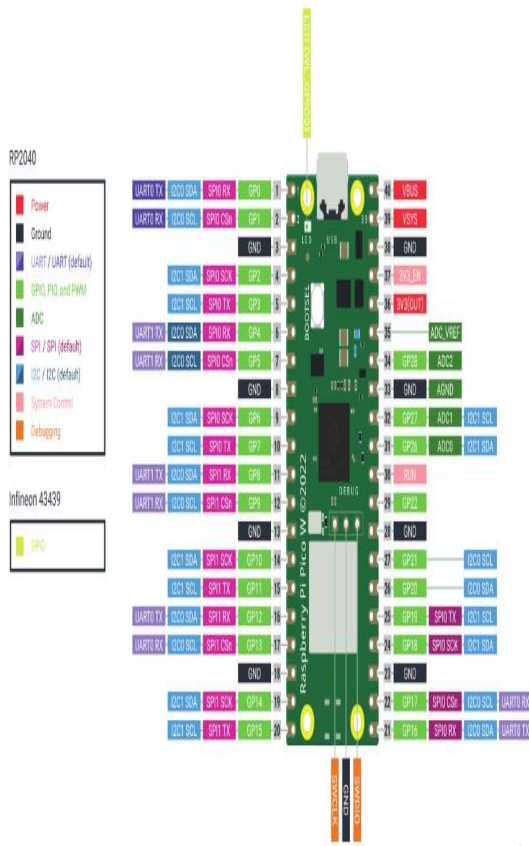 LED (WL_GPIO0)
RP2040
Power
Ground
UART / UART (default)
GPIO, PIO, and PWM
ADC
SPI / SPI (default)
I2C / I2C (default)
System Control
Debugging
Infineon 43439
GPIO
UART0 TX I2C0 SDA SPI0 RX GP0 1
UART0 RX I2C0 SCL SPI0 CSn GP1 2
GND 3
I2C1 SDA SPI0 SCK GP2 4
I2C1 SCL SPI0 TX GP3 5
UART1 TX I2C0 SDA SPI0 RX GP4 6
UART1 RX I2C0 SCL SPI0 CSn GP5 7
GND 8
I2C1 SDA SPI0 SCK GP6 9
I2C1 SCL SPI0 TX GP7 10
UART1 TX I2C0 SDA SPI1 RX GP8 11
UART1 RX I2C0 SCL SPI1 CSn GP9 12
GND 13
I2C1 SDA SPI1 SCK GP10 14
I2C1 SCL SPI1 TX GP11 15
UART0 TX I2C0 SDA SPI1 RX GP12 16
UART0 RX I2C0 SCL SPI1 CSn GP13 17
GND 18
I2C1 SDA SPI1 SCK GP14 19
I2C1 SCL SPI1 TX GP15 20
LED USB
BOOTSEL
DEBUG
Raspberry Pi Pico W ©2022
40 VBUS
39 VSYS
38 GND
37 3V3_EN
36 3V3(OUT)
35 ADC_VREF
34 GP28 ADC2
33 GND AGND
32 GP27 ADC1 I2C1 SCL
31 GP26 ADC0 I2C1 SDA
30 RUN
29 GP22
28 GND
27 GP21 I2C0 SCL
26 GP20 I2C0 SDA
25 GP19 SPI0 TX I2C1 SCL
24 GP18 SPI0 SCK I2C1 SDA
23 GND
22 GP17 SPI0 CSn I2C0 SCL UART0 RX
21 GP16 SPI0 RX I2C0 SDA UART0 TX
SWCLK
GND
SWDIO